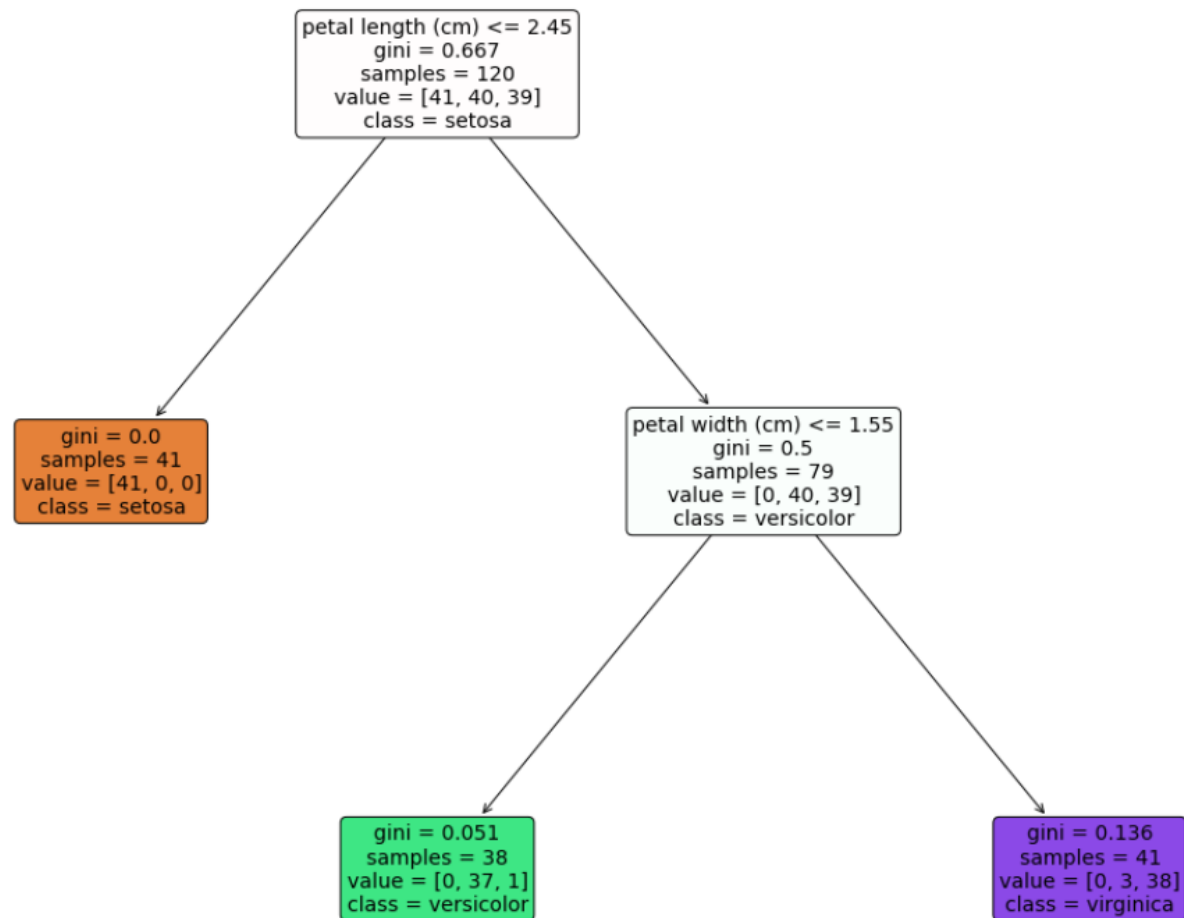 petal length (cm) <= 2.45
gini = 0.667
samples = 120
value = [41, 40, 39]
class = setosa
gini = 0.0
samples = 41
value = [41, 0, 0]
class = setosa
petal width (cm) <= 1.55
gini = 0.5
samples = 79
value = [0, 40, 39]
class = versicolor
gini = 0.051
samples = 38
value = [0, 37, 1]
class = versicolor
gini = 0.136
samples = 41
value = [0, 3, 38]
class = virginica